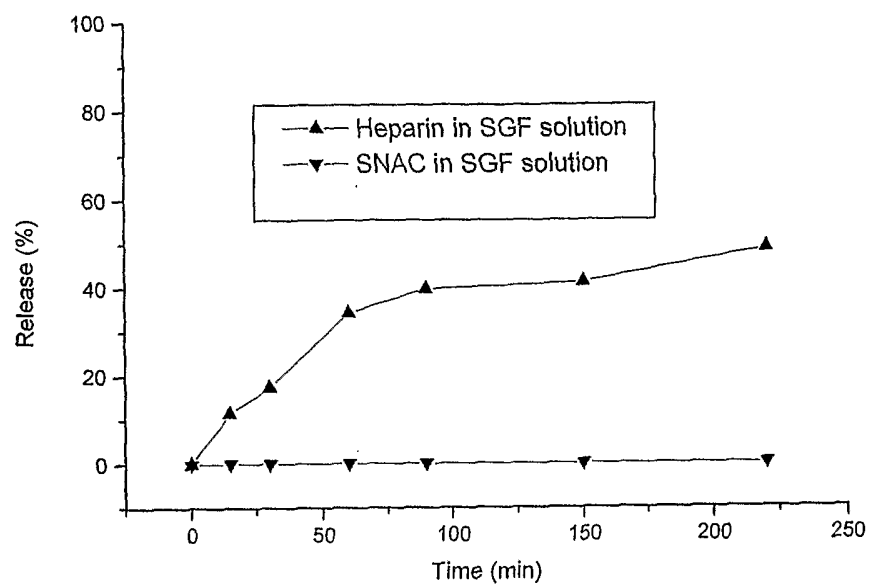 100
80
60
40
20
0
Release (%)
Heparin in SGF solution
SNAC in SGF solution
0 50 100 150 200 250
Time (min)